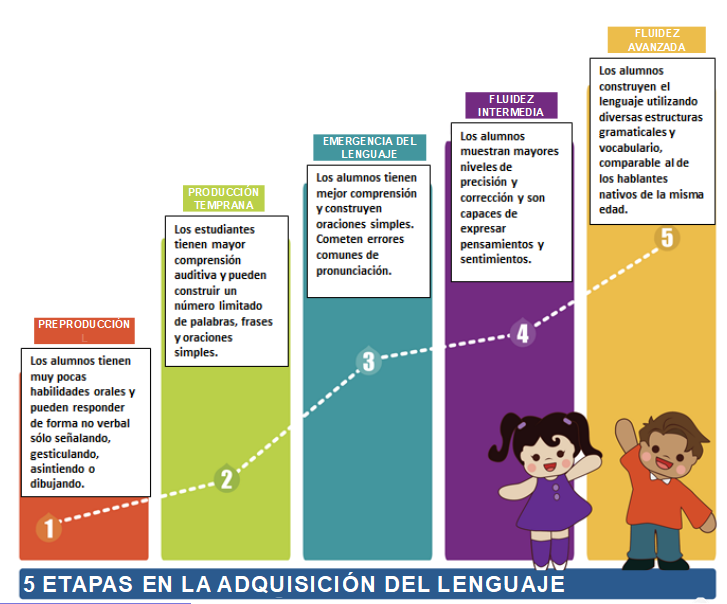 PREPRODUCCIÓN
L
Los alumnos tienen
muy pocas
habilidades orales y
pueden responder
de forma no verbal
sólo señalando,
gesticulando,
asintiendo o
dibujando.
1
PRODUCCIÓN
TEMPRANA
Los estudiantes
tienen mayor
comprensión
auditiva y pueden
construir un
número limitado
de palabras, frases
y oraciones
simples.
2
EMERGENCIA DEL
LENGUAJE
Los alumnos tienen
mejor comprensión
y construyen
oraciones simples.
Cometen errores
comunes de
pronunciación.
3
FLUIDEZ
INTERMEDIA
Los alumnos
muestran mayores
niveles de
precisión y
corrección y son
capaces de
expresar
pensamientos y
sentimientos.
4
FLUIDEZ
AVANZADA
Los alumnos
construyen el
lenguaje utilizando
diversas estructuras
gramaticales y
vocabulario,
comparable al de
los hablantes
nativos de la misma
edad.
5
5 ETAPAS EN LA ADQUISICIÓN DEL LENGUAJE